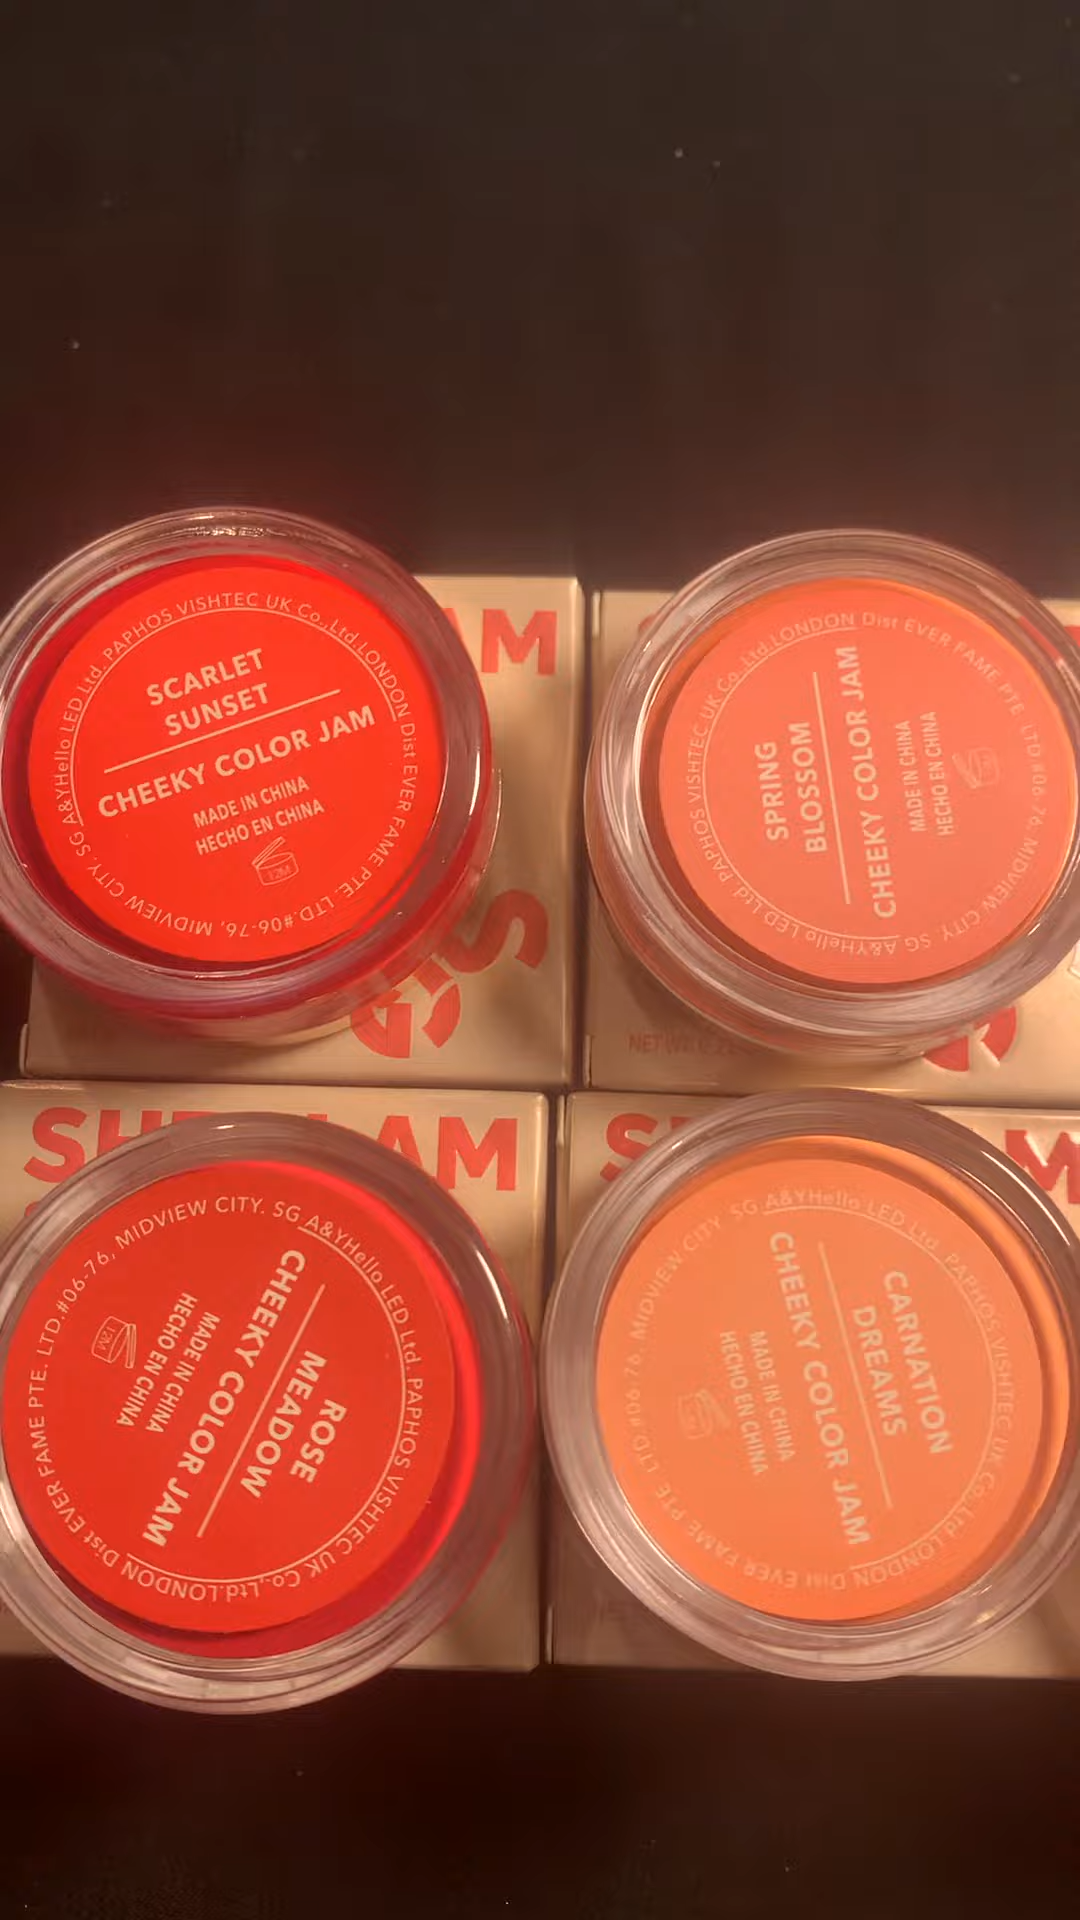 SCARLET
SUNSET
CHEEKY COLOR JAM
MADE IN CHINA
HECHO EN CHINA
12M
A&YHello LED Ltd. PAPHOS VISHTEC UK Co.,Ltd.LONDON Dist EVER FAME PTE. LTD.#06-76, MIDVIEW CITY. SG
AM
SPRING
BLOSSOM
CHEEKY COLOR JAM
MADE IN CHINA
HECHO EN CHINA
A&YHello LED Ltd. PAPHOS VISHTEC UK Co.,Ltd.LONDON Dist EVER FAME PTE. LTD.#06-76, MIDVIEW CITY. SG
NET WT
SH LAM
ROSE
MEADOW
CHEEKY COLOR JAM
MADE IN CHINA
HECHO EN CHINA
12M
A&YHello LED Ltd. PAPHOS VISHTEC UK Co.,Ltd.LONDON Dist EVER FAME PTE. LTD.#06-76, MIDVIEW CITY. SG
S M
CARNATION
DREAMS
CHEEKY COLOR JAM
MADE IN CHINA
HECHO EN CHINA
A&YHello LED Ltd. PAPHOS VISHTEC UK Co.,Ltd.LONDON Dist EVER FAME PTE. LTD.#06-76, MIDVIEW CITY. SG